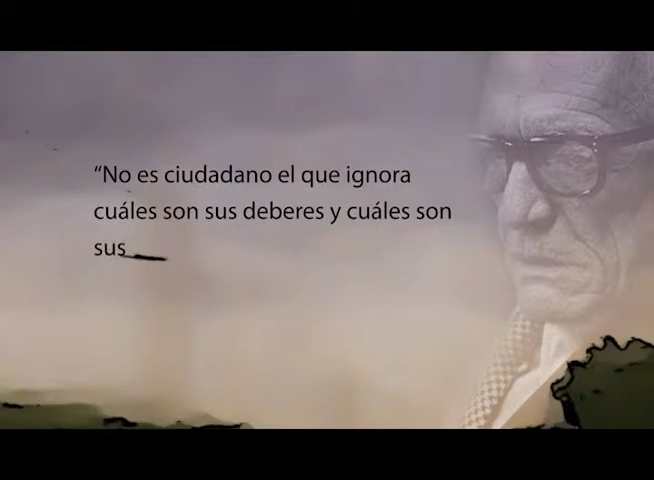 “No es ciudadano el que ignora
cuáles son sus deberes y cuáles son
sus